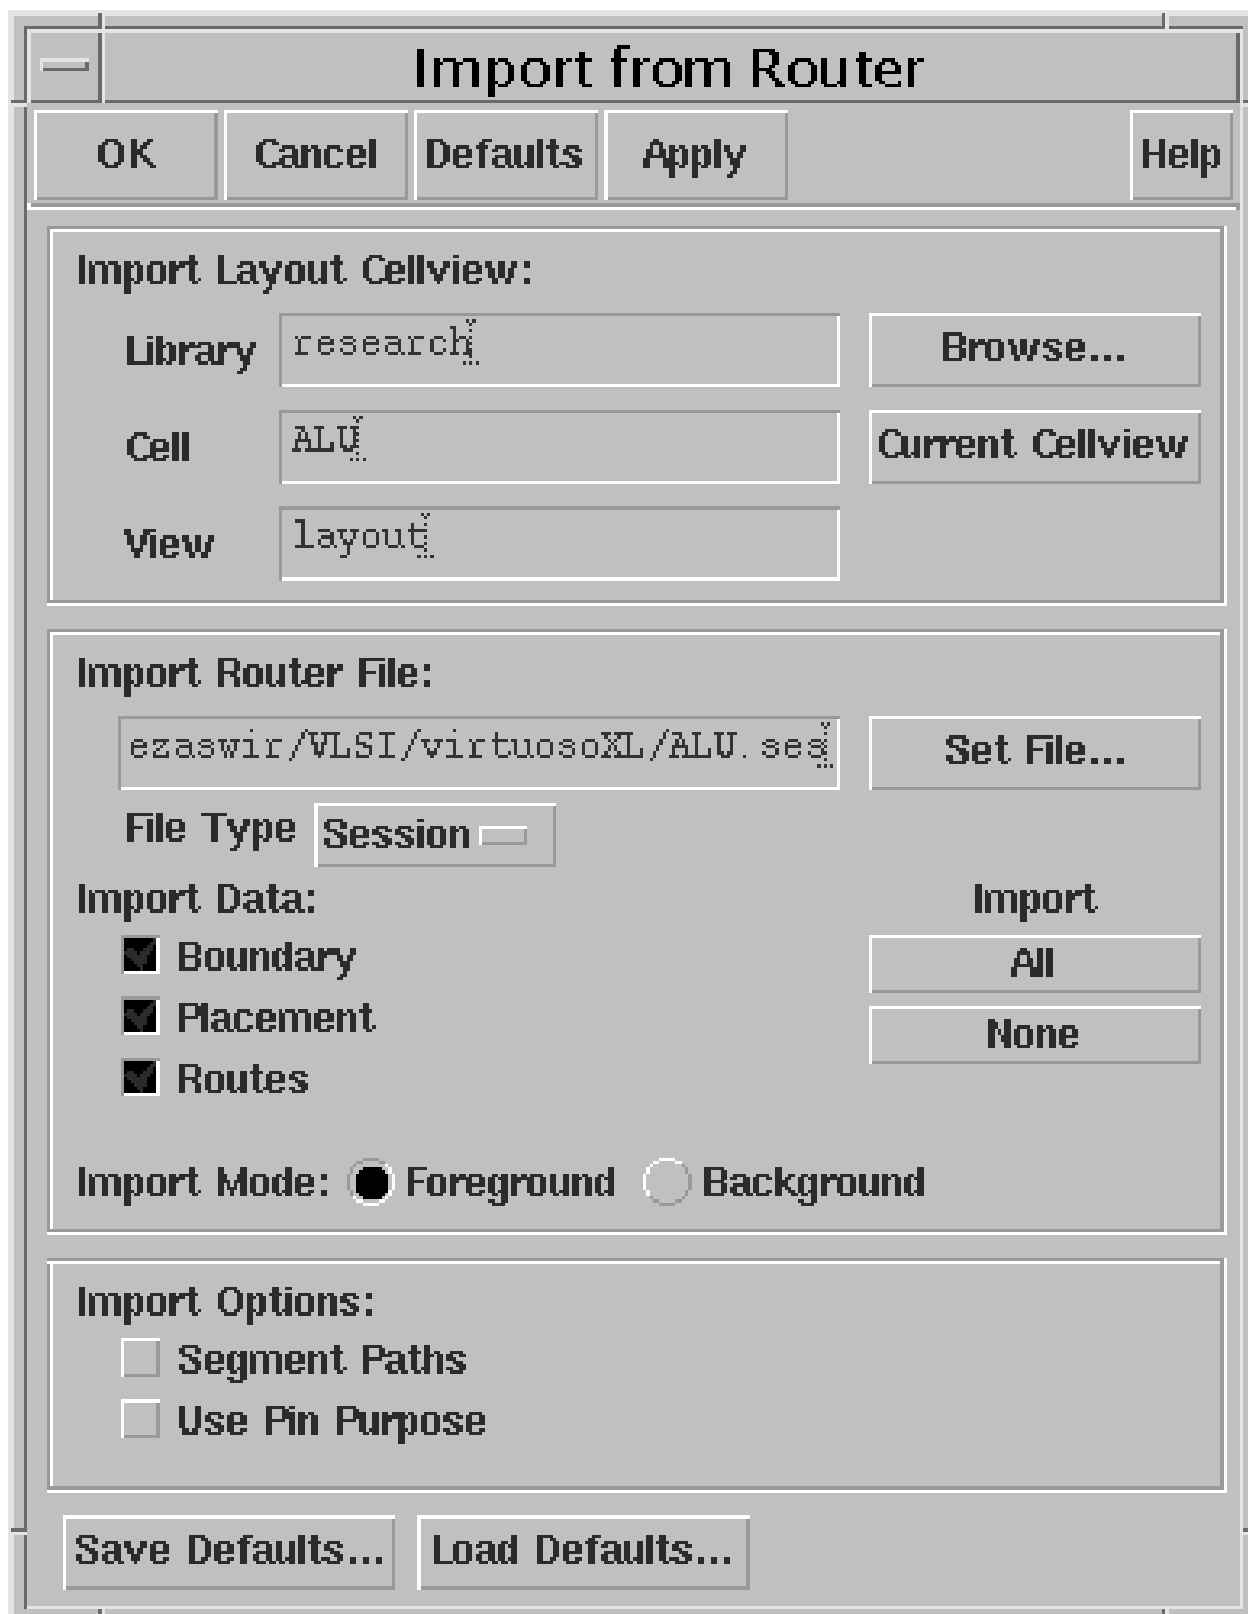 Import from Router
OK Cancel Defaults Apply Help
Import Layout Cellview:
Library research Browse...
Cell ALU Current Cellview
View layout
Import Router File:
ezaswir/VLSI/virtuosoXL/ALU.ses Set File...
File Type Session
Import Data: Import
Boundary All
Placement None
Routes
Import Mode: Foreground Background
Import Options:
Segment Paths
Use Pin Purpose
Save Defaults... Load Defaults...